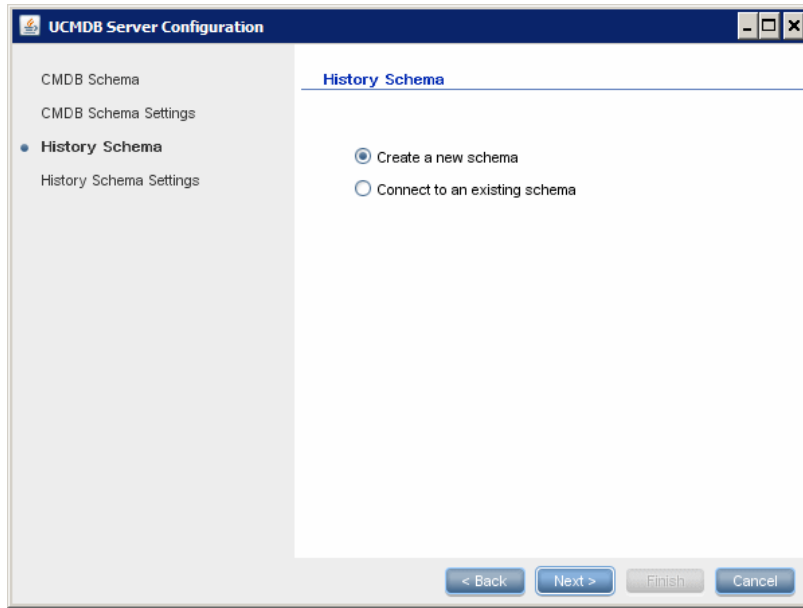 UCMDB Server Configuration
CMDB Schema
CMDB Schema Settings
History Schema
History Schema Settings
History Schema
Create a new schema
Connect to an existing schema
< Back Next > Finish Cancel